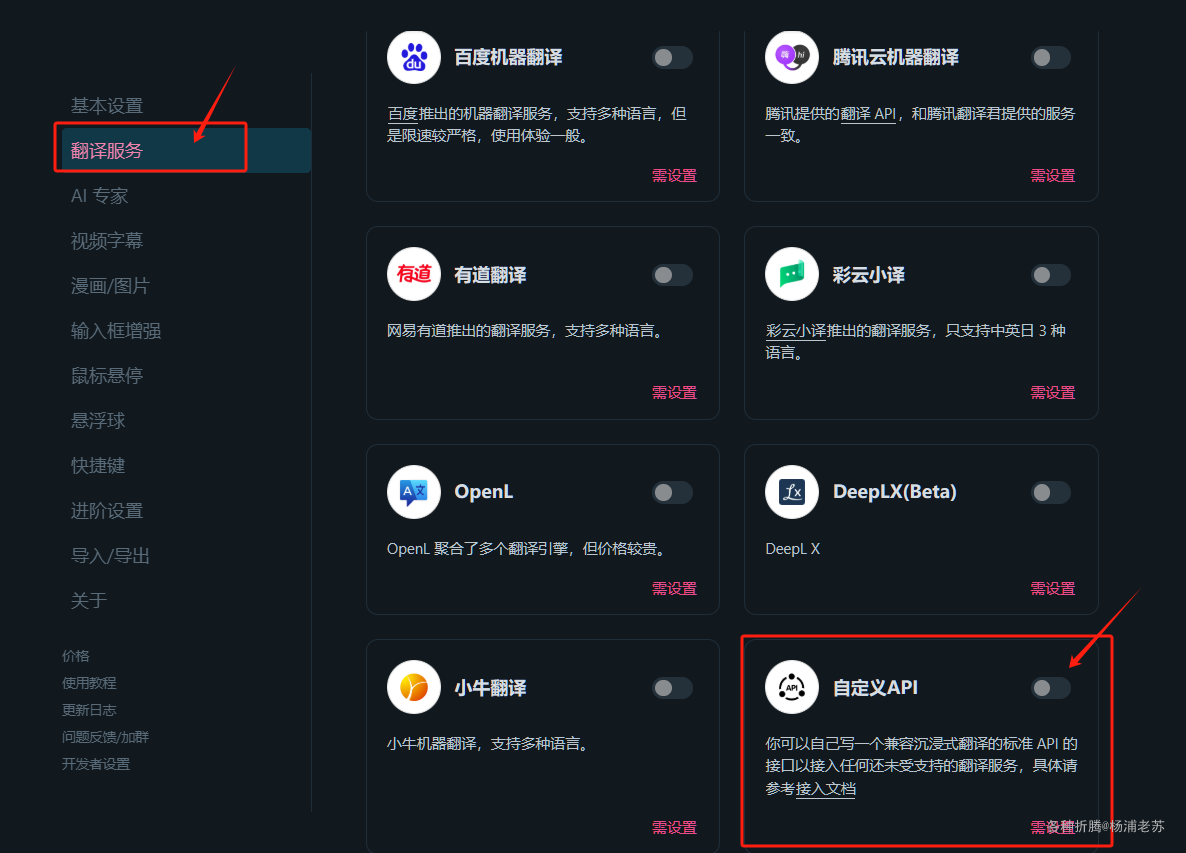 基本设置
翻译服务
AI 专家
视频字幕
漫画/图片
输入框增强
鼠标悬停
悬浮球
快捷键
进阶设置
导入/导出
关于
价格
使用教程
更新日志
问题反馈/加群
开发者设置
du
百度机器翻译
百度推出的机器翻译服务，支持多种语言，但
是限速较严格，使用体验一般。
需设置
嗨 hi
腾讯云机器翻译
腾讯提供的翻译 API，和腾讯翻译君提供的服务
一致。
需设置
有道
有道翻译
网易有道推出的翻译服务，支持多种语言。
需设置
彩云小译
彩云小译推出的翻译服务，只支持中英日 3 种
语言。
需设置
A 文
OpenL
OpenL 聚合了多个翻译引擎，但价格较贵。
需设置
Lx
DeepLX(Beta)
DeepL X
需设置
小牛翻译
小牛机器翻译，支持多种语言。
需设置
API
自定义API
你可以自己写一个兼容沉浸式翻译的标准 API 的
接口以接入任何还未受支持的翻译服务，具体请
参考接入文档
需设置
各种折腾@杨浦老苏